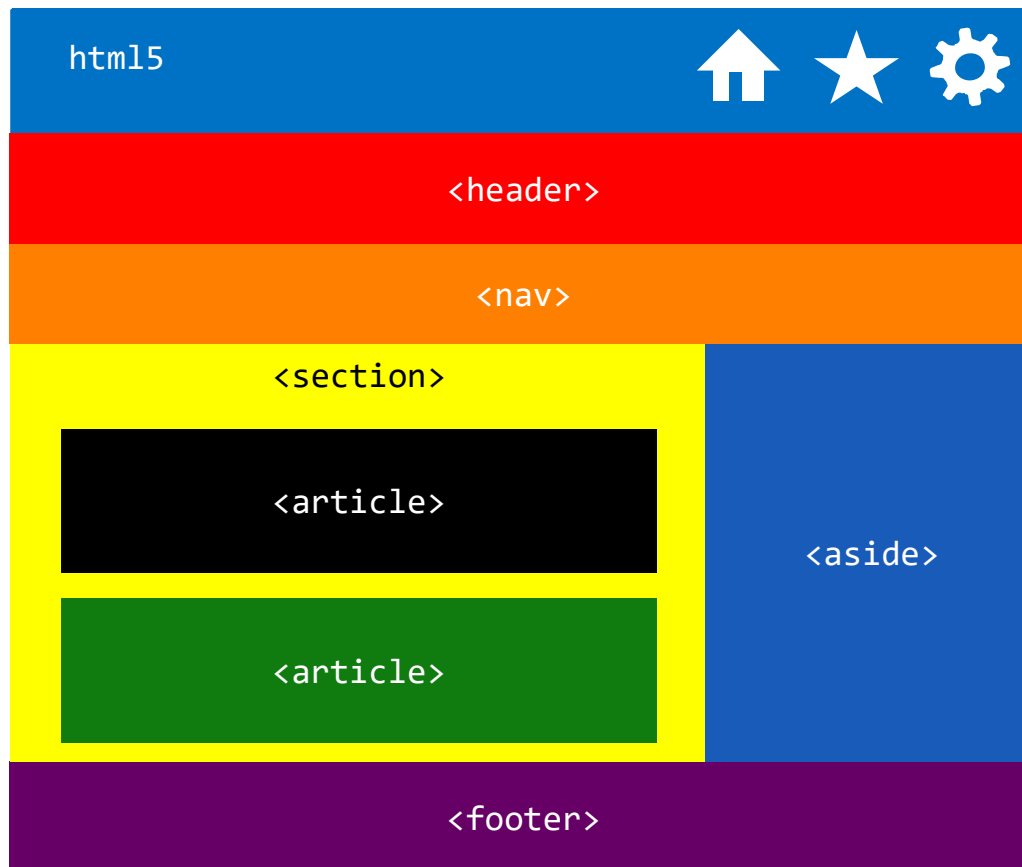 html5
<header>
<nav>
<section>
<article>
<aside>
<article>
<footer>